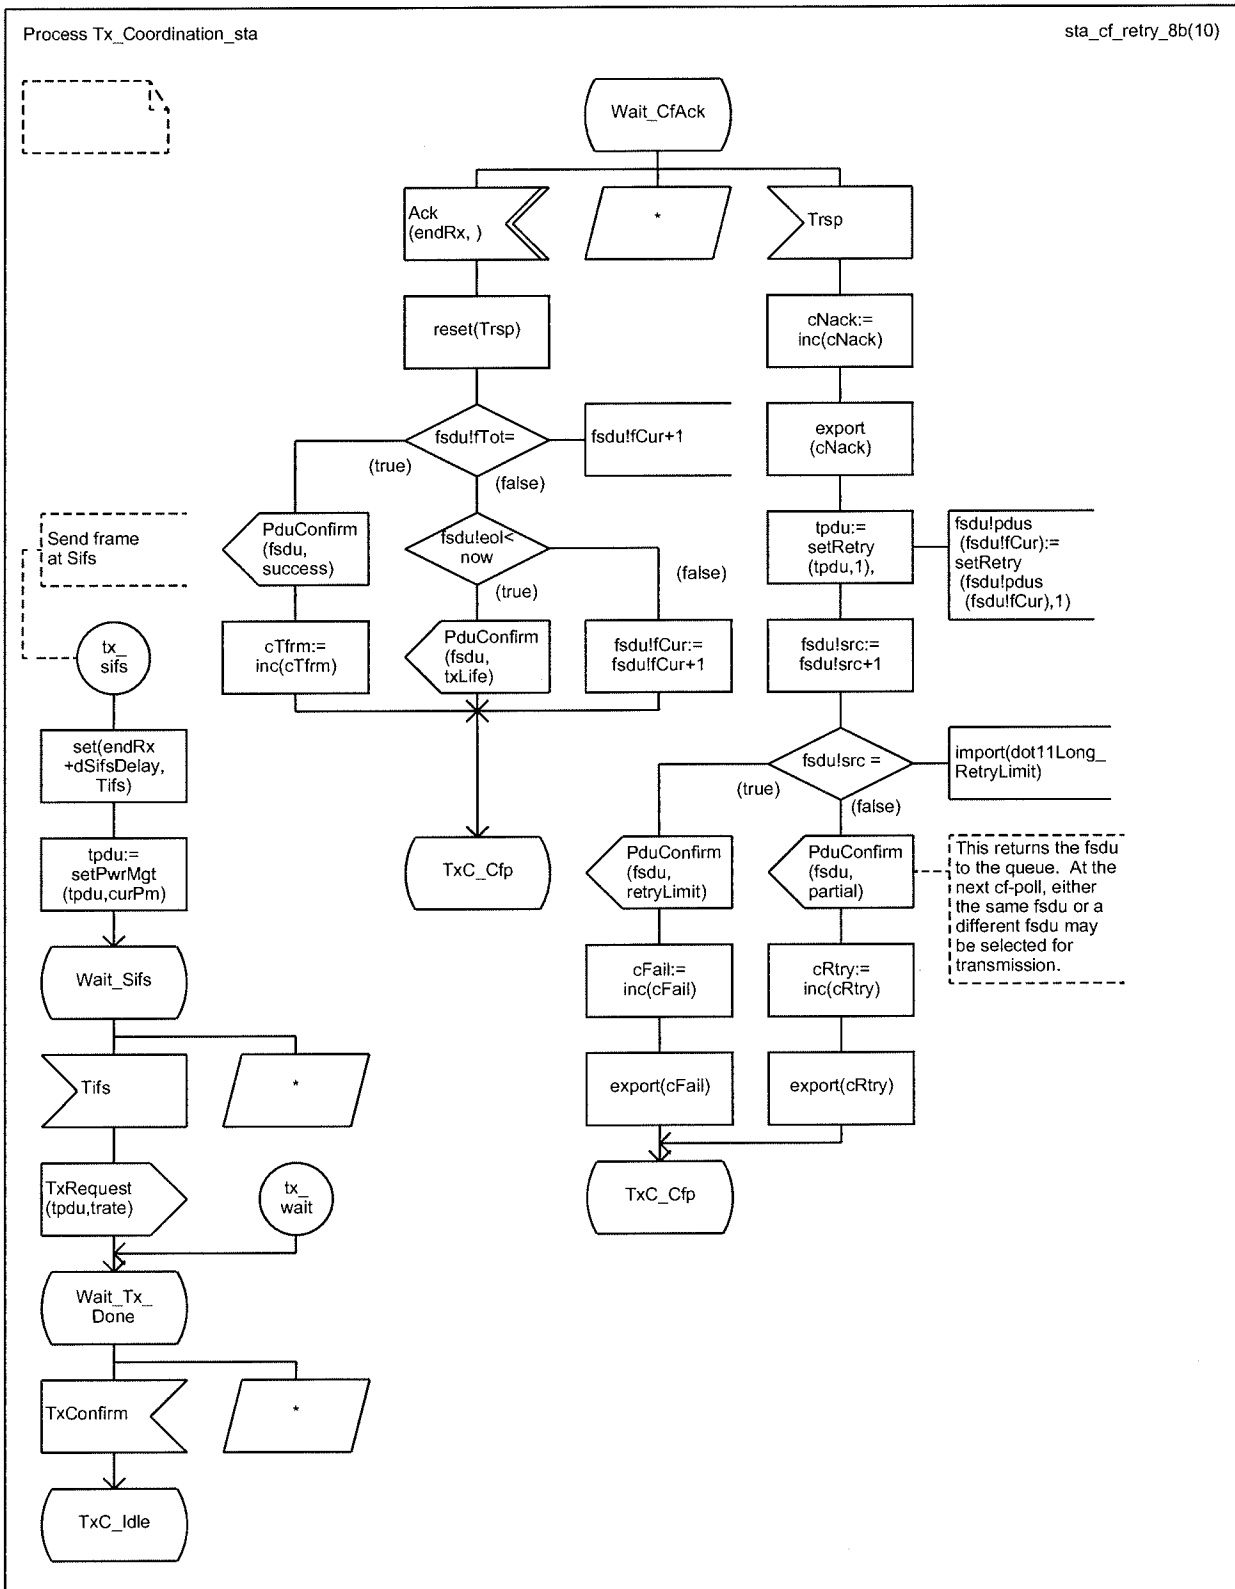 Process Tx_Coordination_sta
sta_cf_retry_8b(10)
Wait_CfAck
Ack
(endRx, )
*
Trsp
reset(Trsp)
cNack:=
inc(cNack)
fsdu!fTot=
fsdu!fCur+1
(true)
(false)
export
(cNack)
Send frame
at Sifs
PduConfirm
(fsdu,
success)
fsdu!eol<
now
(false)
(true)
tpdu:=
setRetry
(tpdu,1),
fsdu!pdus
(fsdu!fCur):=
setRetry
(fsdu!pdus
(fsdu!fCur),1)
tx_
sifs
cTfrm:=
inc(cTfrm)
PduConfirm
(fsdu,
txLife)
fsdu!fCur:=
fsdu!fCur+1
fsdu!src:=
fsdu!src+1
set(endRx
+dSifsDelay,
Tifs)
fsdu!src =
import(dot11Long_
RetryLimit)
(true)
(false)
tpdu:=
setPwrMgt
(tpdu,curPm)
TxC_Cfp
PduConfirm
(fsdu,
retryLimit)
PduConfirm
(fsdu,
partial)
This returns the fsdu
to the queue. At the
next cf-poll, either
the same fsdu or a
different fsdu may
be selected for
transmission.
Wait_Sifs
cFail:=
inc(cFail)
cRtry:=
inc(cRtry)
Tifs
*
export(cFail)
export(cRtry)
TxRequest
(tpdu,trate)
tx_
wait
TxC_Cfp
Wait_Tx_
Done
TxConfirm
*
TxC_Idle